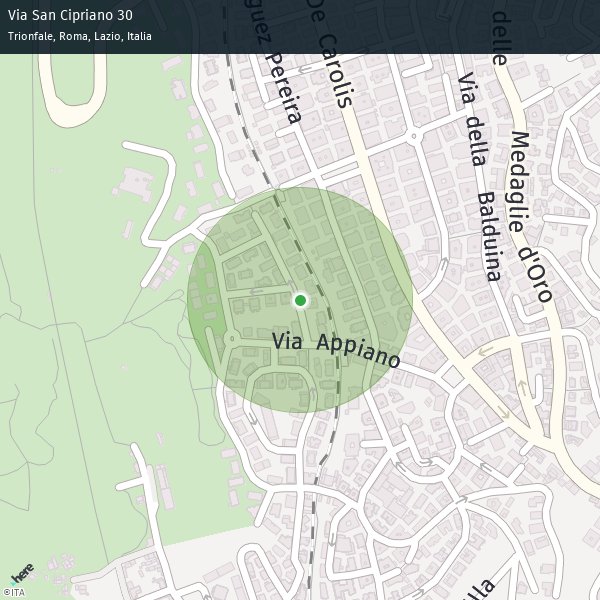 Via San Cipriano 30
Trionfale, Roma, Lazio, Italia
guez Pereira
De Carolis
delle
Via della Balduina
Medaglie d'Oro
Via Appiano
here
©ITA
illa